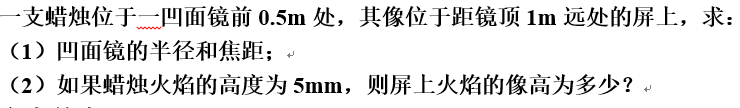 一支蜡烛位于一凹面镜前 0.5m 处，其像位于距镜顶 1m 远处的屏上，求：
（1）凹面镜的半径和焦距；
（2）如果蜡烛火焰的高度为 5mm，则屏上火焰的像高为多少？